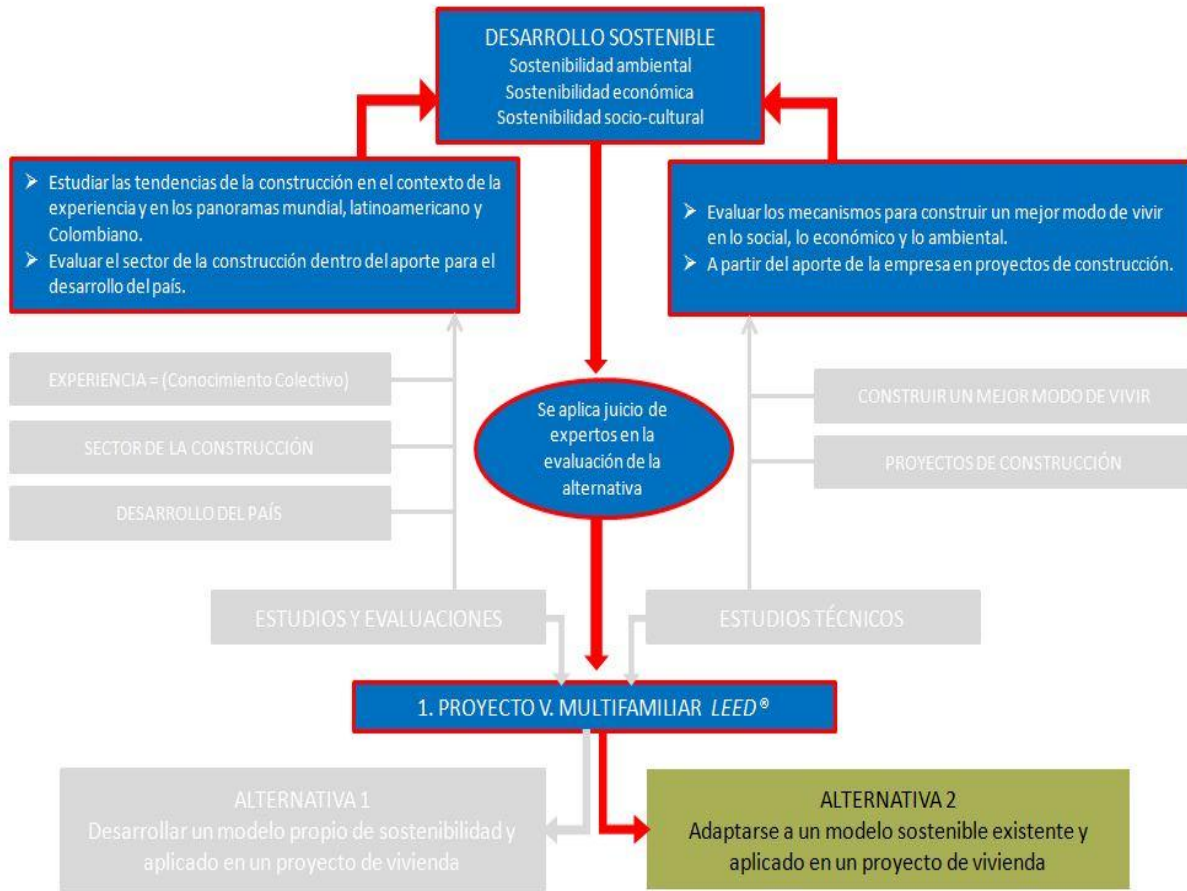 DESARROLLO SOSTENIBLE
Sostenibilidad ambiental
Sostenibilidad económica
Sostenibilidad socio-cultural
➢ Estudiar las tendencias de la construcción en el contexto de la
experiencia y en los panoramas mundial, latinoamericano y
Colombiano.
➢ Evaluar el sector de la construcción dentro del aporte para el
desarrollo del país.
➢ Evaluar los mecanismos para construir un mejor modo de vivir
en lo social, lo económico y lo ambiental.
➢ A partir del aporte de la empresa en proyectos de construcción.
EXPERIENCIA = (Conocimiento Colectivo)
SECTOR DE LA CONSTRUCCIÓN
DESARROLLO DEL PAÍS
Se aplica juicio de
expertos en la
evaluación de la
alternativa
CONSTRUIR UN MEJOR MODO DE VIVIR
PROYECTOS DE CONSTRUCCIÓN
ESTUDIOS Y EVALUACIONES
ESTUDIOS TÉCNICOS
1. PROYECTO V. MULTIFAMILIAR LEED®
ALTERNATIVA 1
Desarrollar un modelo propio de sostenibilidad y
aplicado en un proyecto de vivienda
ALTERNATIVA 2
Adaptarse a un modelo sostenible existente y
aplicado en un proyecto de vivienda